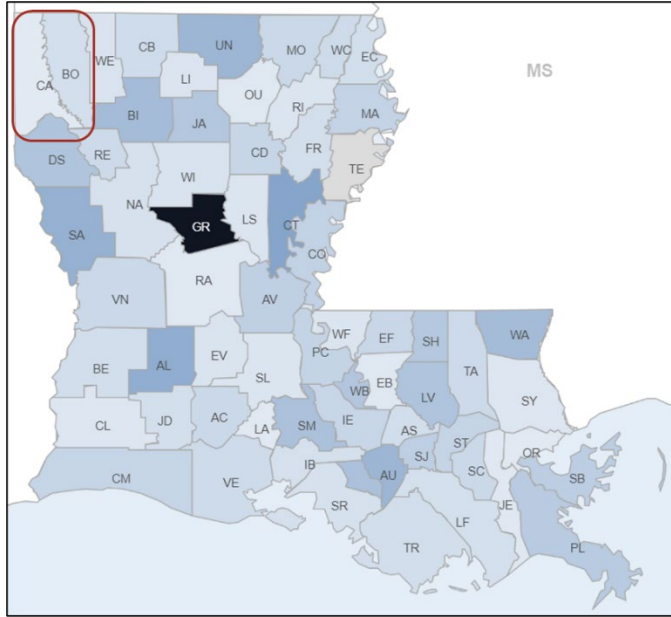 UN
CB
MO
WC
EC
WE
CA
BO
LI
OU
RI
MA
BI
JA
MS
DS
RE
CD
FR
TE
WI
NA
LS
GR
CT
SA
CO
RA
VN
AV
WF
EF
SH
WA
PC
BE
AL
EV
SL
WB
EB
LV
TA
SY
CL
JD
AC
LA
SM
IE
AS
ST
SJ
SC
OR
SB
CM
VE
IB
AU
SR
LF
JE
PL
TR